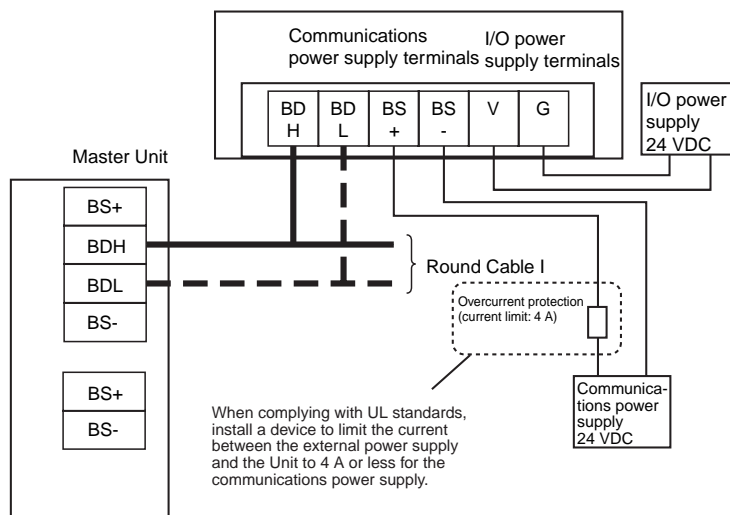 Communications
power supply terminals
I/O power
supply terminals
BD
H
BD
L
BS
+
BS
-
V
G
I/O power
supply
24 VDC
Master Unit
BS+
BDH
BDL
BS-
BS+
BS-
Round Cable I
Overcurrent protection
(current limit: 4 A)
Communica-
tions power
supply
24 VDC
When complying with UL standards,
install a device to limit the current
between the external power supply
and the Unit to 4 A or less for the
communications power supply.